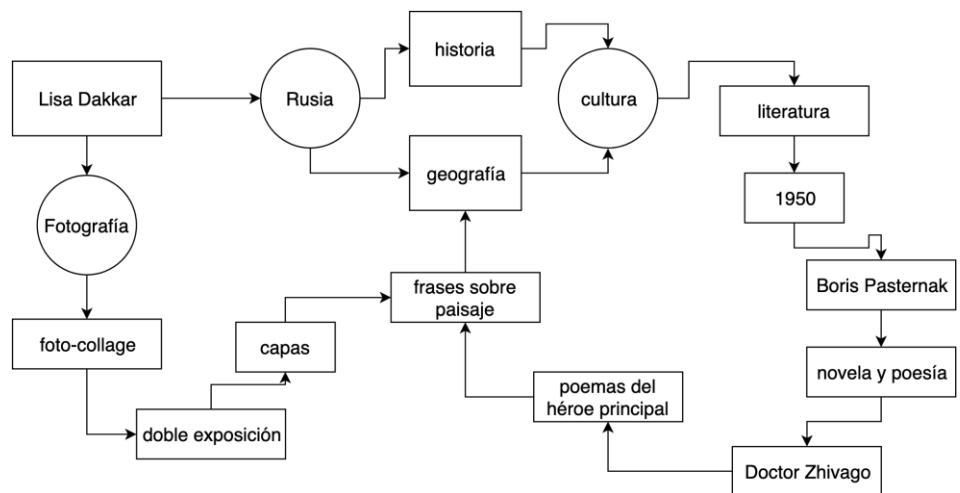 historia
Lisa Dakkar
Rusia
cultura
literatura
geografía
1950
Fotografía
frases sobre
paisaje
Boris Pasternak
foto-collage
capas
novela y poesía
poemas del
héroe principal
doble exposición
Doctor Zhivago